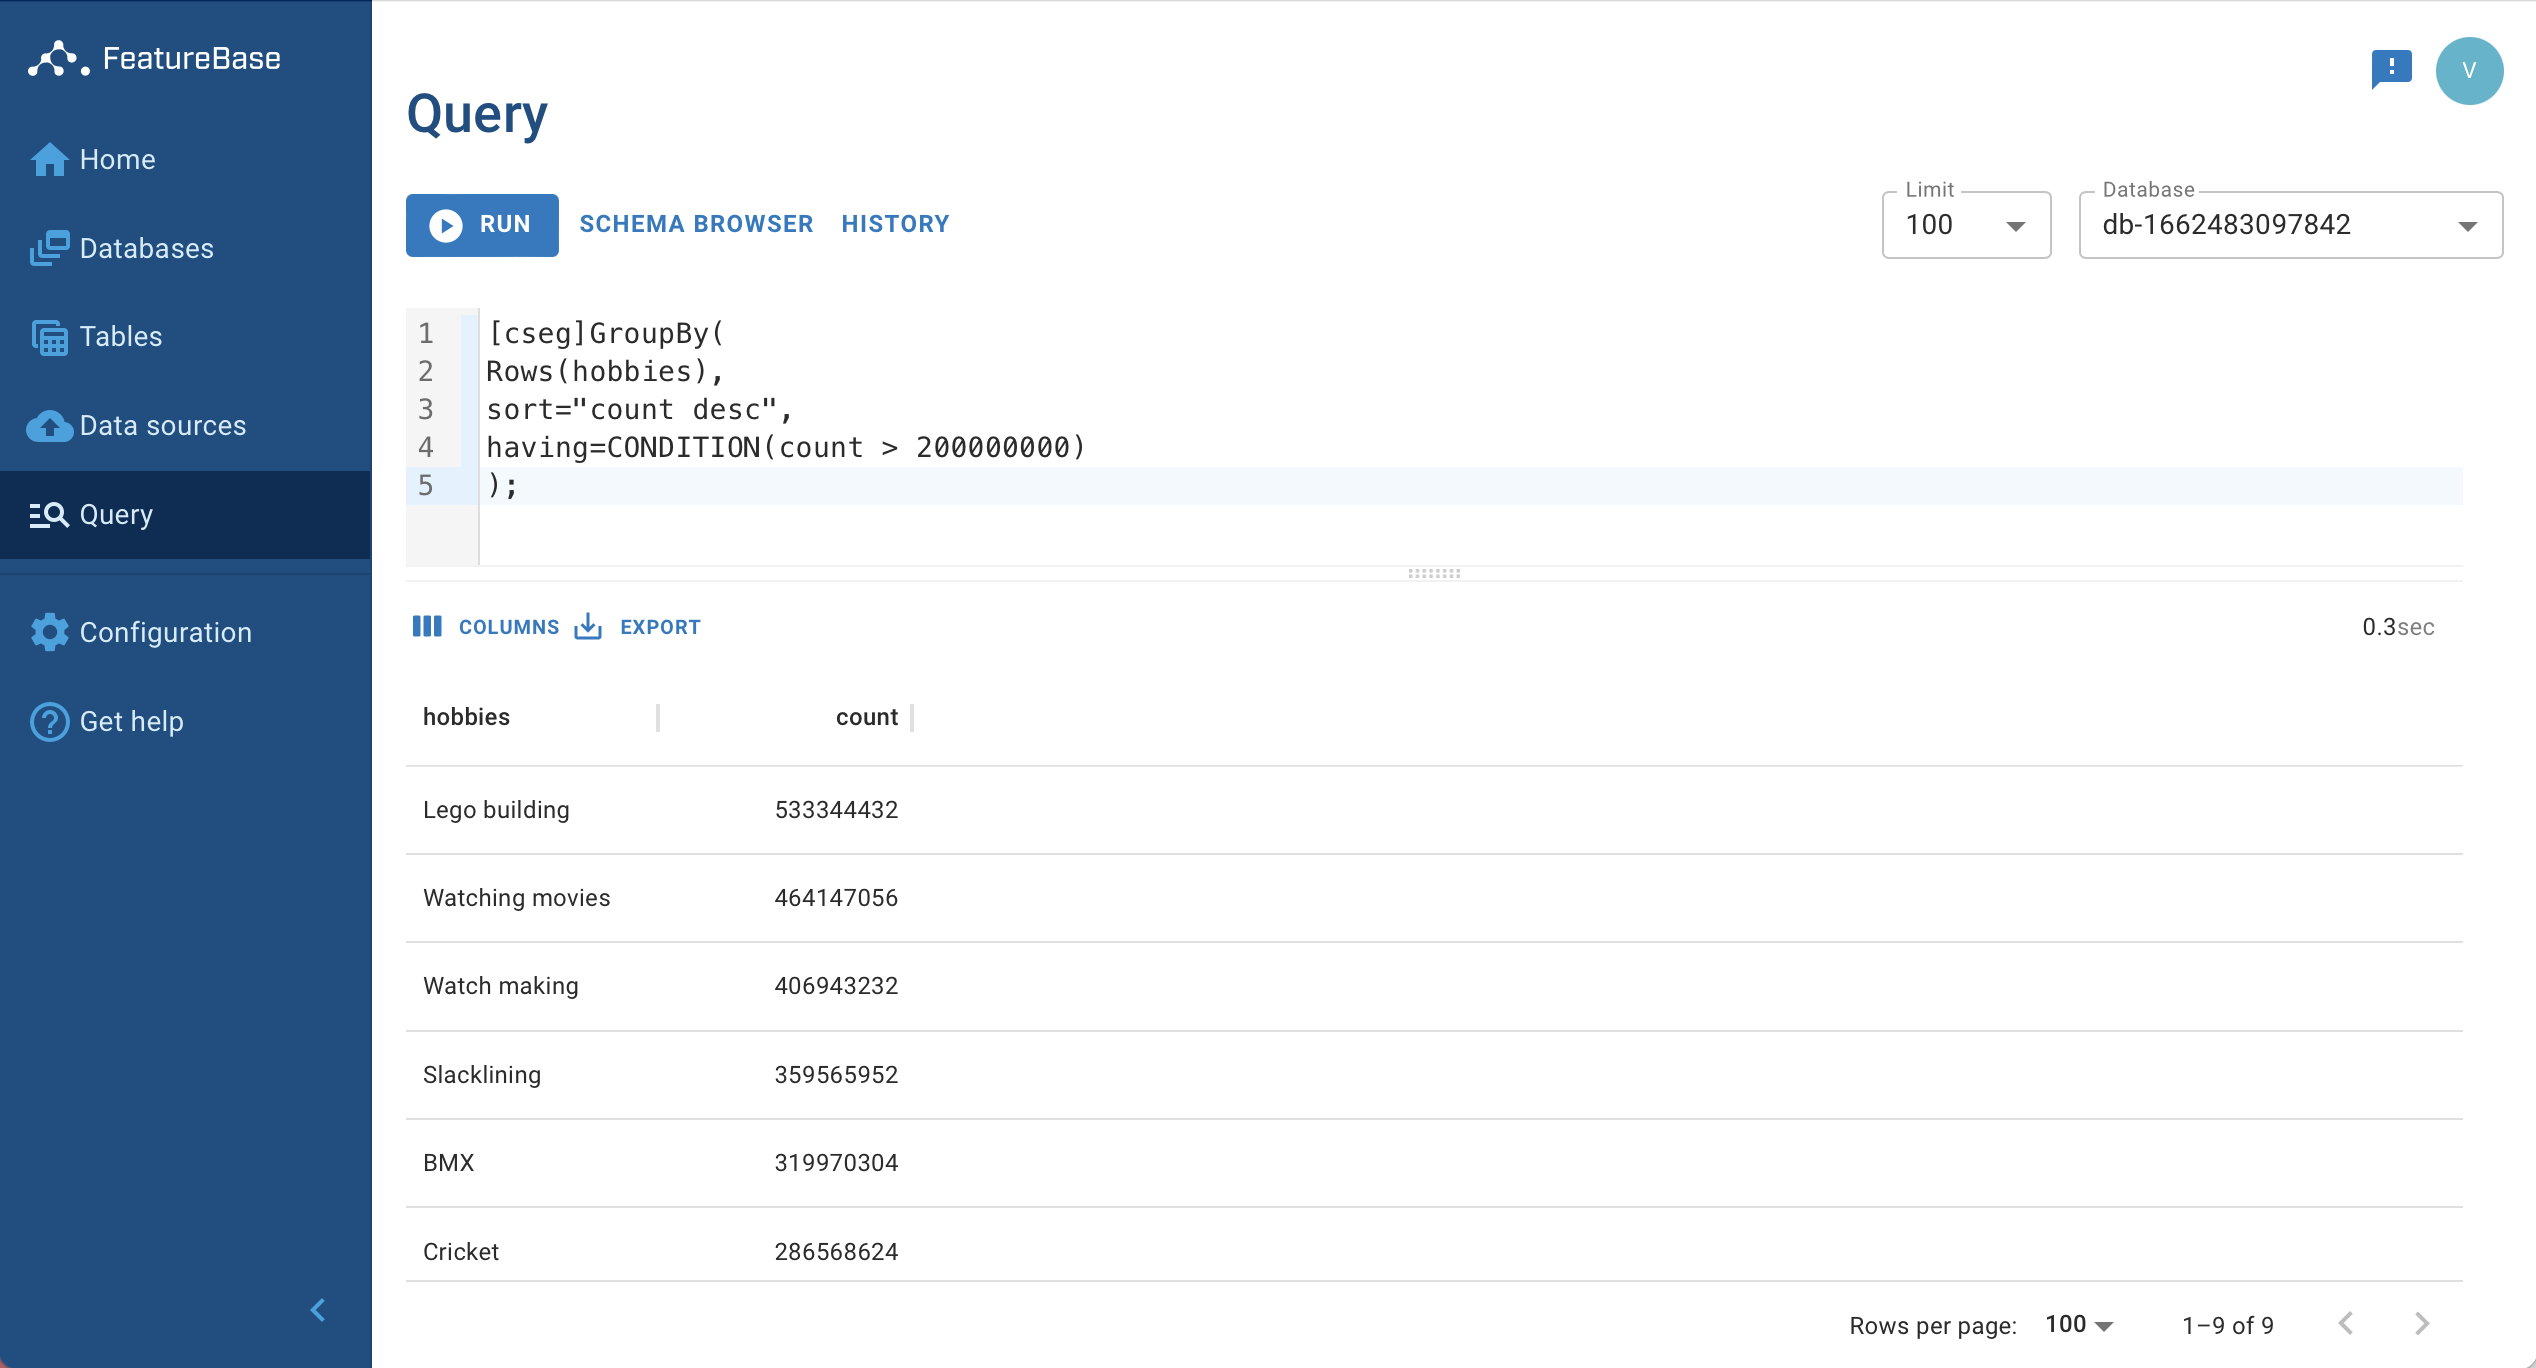 FeatureBase
Home
Databases
Tables
Data sources
Query
Configuration
Get help
V
Query
RUN
SCHEMA BROWSER
HISTORY
Limit
100
Database
db-1662483097842
1 [cseg]GroupBy(
2 Rows(hobbies),
3 sort="count desc",
4 having=CONDITION(count > 200000000)
5 );
COLUMNS
EXPORT
0.3sec
hobbies count
Lego building 533344432
Watching movies 464147056
Watch making 406943232
Slacklining 359565952
BMX 319970304
Cricket 286568624
Rows per page: 100 1–9 of 9